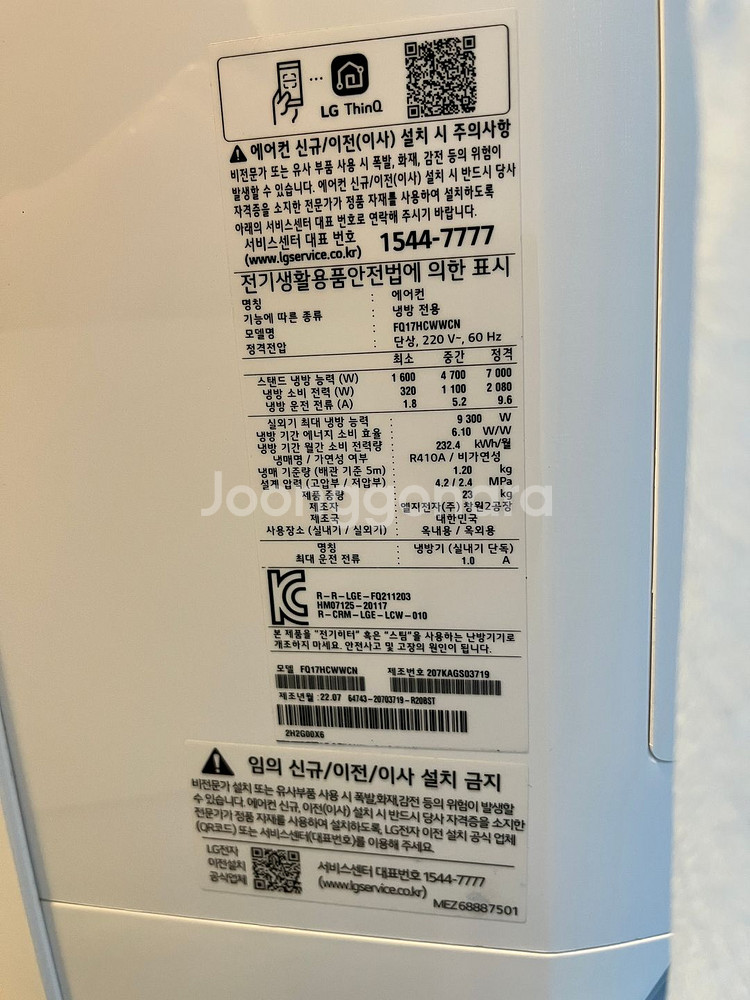 LG ThinQ
에어컨 신규/이전(이사) 설치 시 주의사항
비전문가 또는 유사 부품 사용 시 폭발, 화재, 감전 등의 위험이
발생할 수 있습니다. 에어컨 신규/이전(이사) 설치 시 반드시 당사
자격증을 소지한 전문가가 정품 자재를 사용하여 설치하도록
아래의 서비스센터 대표 번호로 연락해 주시기 바랍니다.
서비스센터 대표 번호 1544-7777
(www.lgservice.co.kr)
전기생활용품안전법에 의한 표시
명칭 : 에어컨
기능에 따른 종류 : 냉방 전용
모델명 : FQ17HCWWCN
정격전압 : 단상, 220 V~, 60 Hz
최소 중간 정격
스탠드 냉방 능력 (W) 1 600 4 700 7 000
냉방 소비 전력 (W) 320 1 100 2 080
냉방 운전 전류 (A) 1.8 5.2 9.6
실외기 최대 냉방 능력 : 9 300 W
냉방 기간 에너지 소비 효율 : 6.10 W/W
냉방 기간 월간 소비 전력량 : 232.4 kWh/월
냉매명 / 가연성 여부 : R410A / 비가연성
냉매 기준량 (배관 기준 5m) : 1.20 kg
설계 압력 (고압부 / 저압부) : 4.2 / 2.4 MPa
제품 중량 : 23 kg
제조자 : 엘지전자(주) 창원2공장
제조국 : 대한민국
사용장소 (실내기 / 실외기) : 옥내용 / 옥외용
명칭 : 냉방기 (실내기 단독)
최대 운전 전류 : 1.0 A
R-R-LGE-FQ211203
HM07125-20117
R-CRM-LGE-LCW-010
본 제품을 "전기히터" 혹은 "스팀"을 사용하는 난방기기로
개조하지 마세요. 안전사고 및 고장의 원인이 됩니다.
모델 FQ17HCWWCN 제조번호 207KAGS03719
제조년월 : 22.07 64743-20703719-R20BST
2H2G00X6
임의 신규/이전/이사 설치 금지
비전문가 설치 또는 유사부품 사용 시 폭발,화재,감전 등의 위험이 발생할
수 있습니다. 에어컨 신규, 이전(이사) 설치 시 반드시 당사 자격증을 소지한
전문가가 정품 자재를 사용하여 설치하도록, LG전자 이전 설치 공식 업체
(QR코드) 또는 서비스센터(대표번호)를 이용해 주세요.
LG전자
이전설치
공식업체
서비스센터 대표번호 1544-7777
(www.lgservice.co.kr)
MEZ68887501
Joonggonara